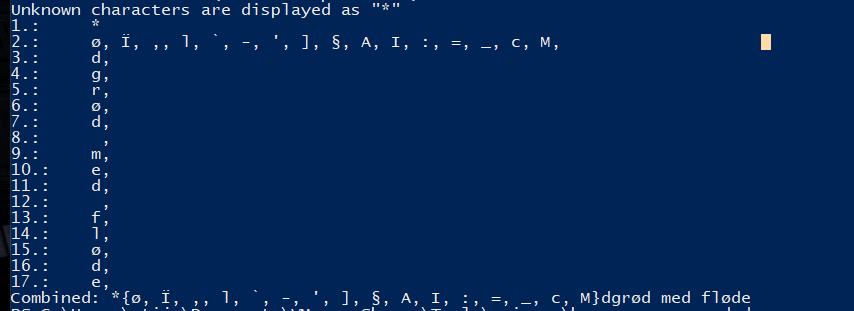 Unknown characters are displayed as "*"
1.: *
2.: ø, Ï, ,, l, `, -, ', ], §, A, I, :, =, _, c, M,
3.: d,
4.: g,
5.: r,
6.: ø,
7.: d,
8.:  ,
9.: m,
10.: e,
11.: d,
12.:  ,
13.: f,
14.: l,
15.: ø,
16.: d,
17.: e,
Combined: *{ø, Ï, ,, l, `, -, ', ], §, A, I, :, =, _, c, M}dgrød med fløde